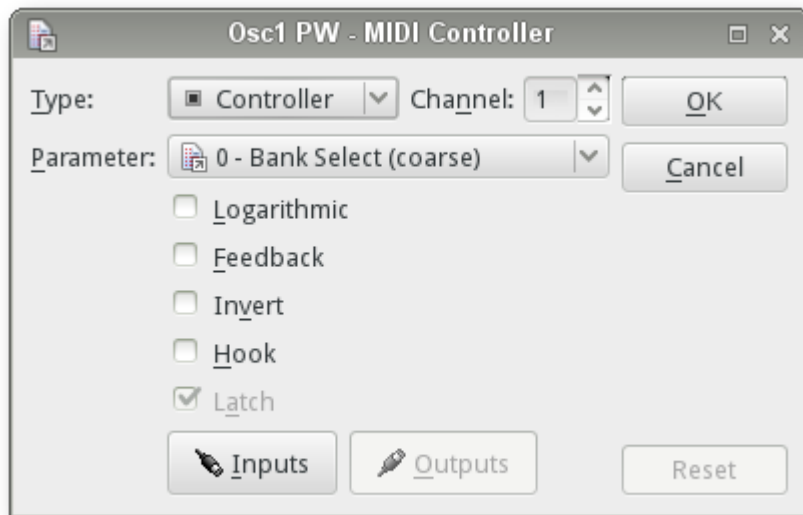 Osc1 PW - MIDI Controller
Type: Controller Channel: 1 OK
Parameter: 0 - Bank Select (coarse) Cancel
Logarithmic
Feedback
Invert
Hook
Latch
Inputs Outputs Reset